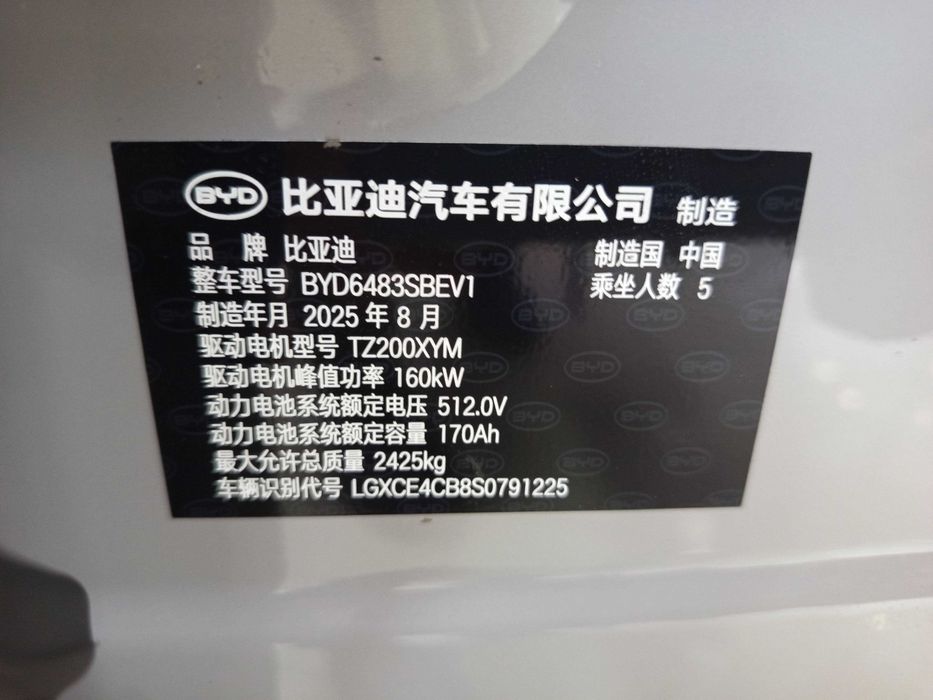 BYD 比亚迪汽车有限公司 制造
品 牌 比亚迪 制造国 中国
整车型号 BYD6483SBEV1 乘坐人数 5
制造年月 2025 年 8 月
驱动电机型号 TZ200XYM
驱动电机峰值功率 160kW
动力电池系统额定电压 512.0V
动力电池系统额定容量 170Ah
最大允许总质量 2425kg
车辆识别代号 LGXCE4CB8S0791225